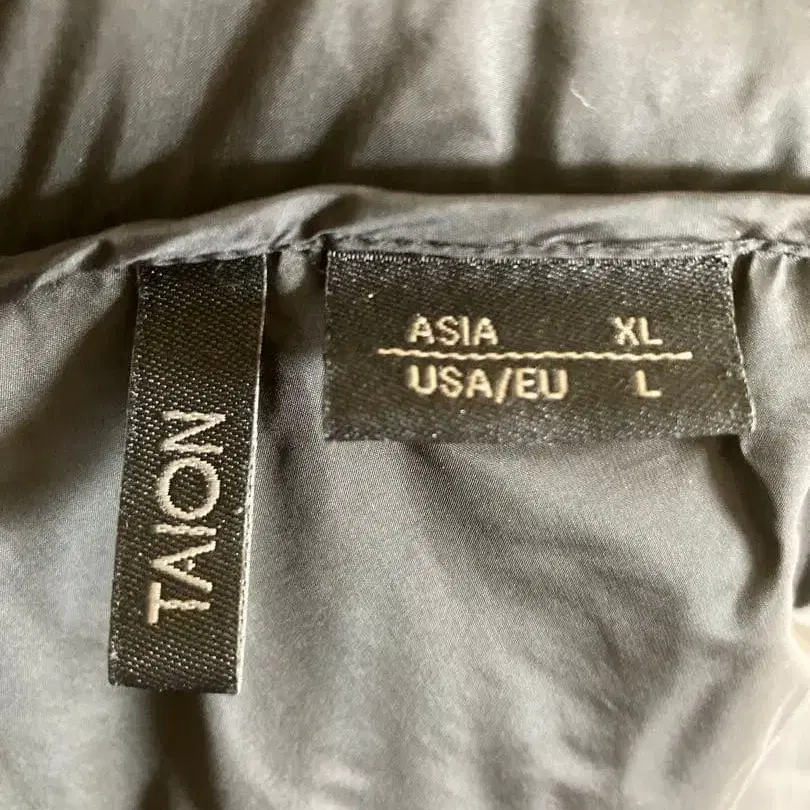 TAION
ASIA XL
USA/EU L